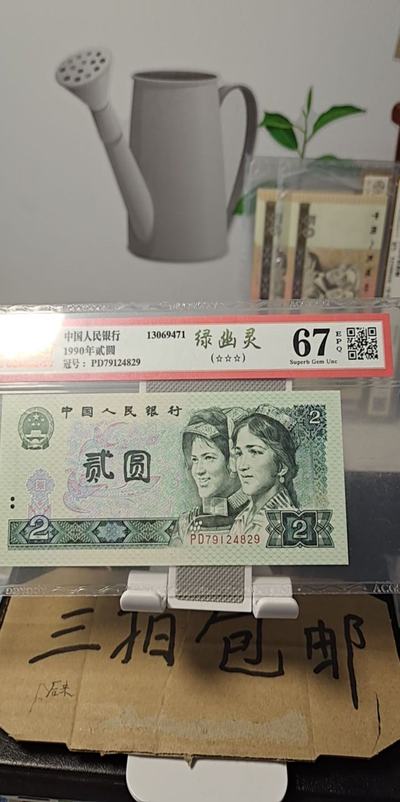 中国人民银行
1990年贰圆
冠号：PD79124829
13069471
绿幽灵
(☆☆☆)
67
EPQ
Superb Gem Unc
中国人民银行
2
贰圆
2
2
PD79124829
三拍包邮